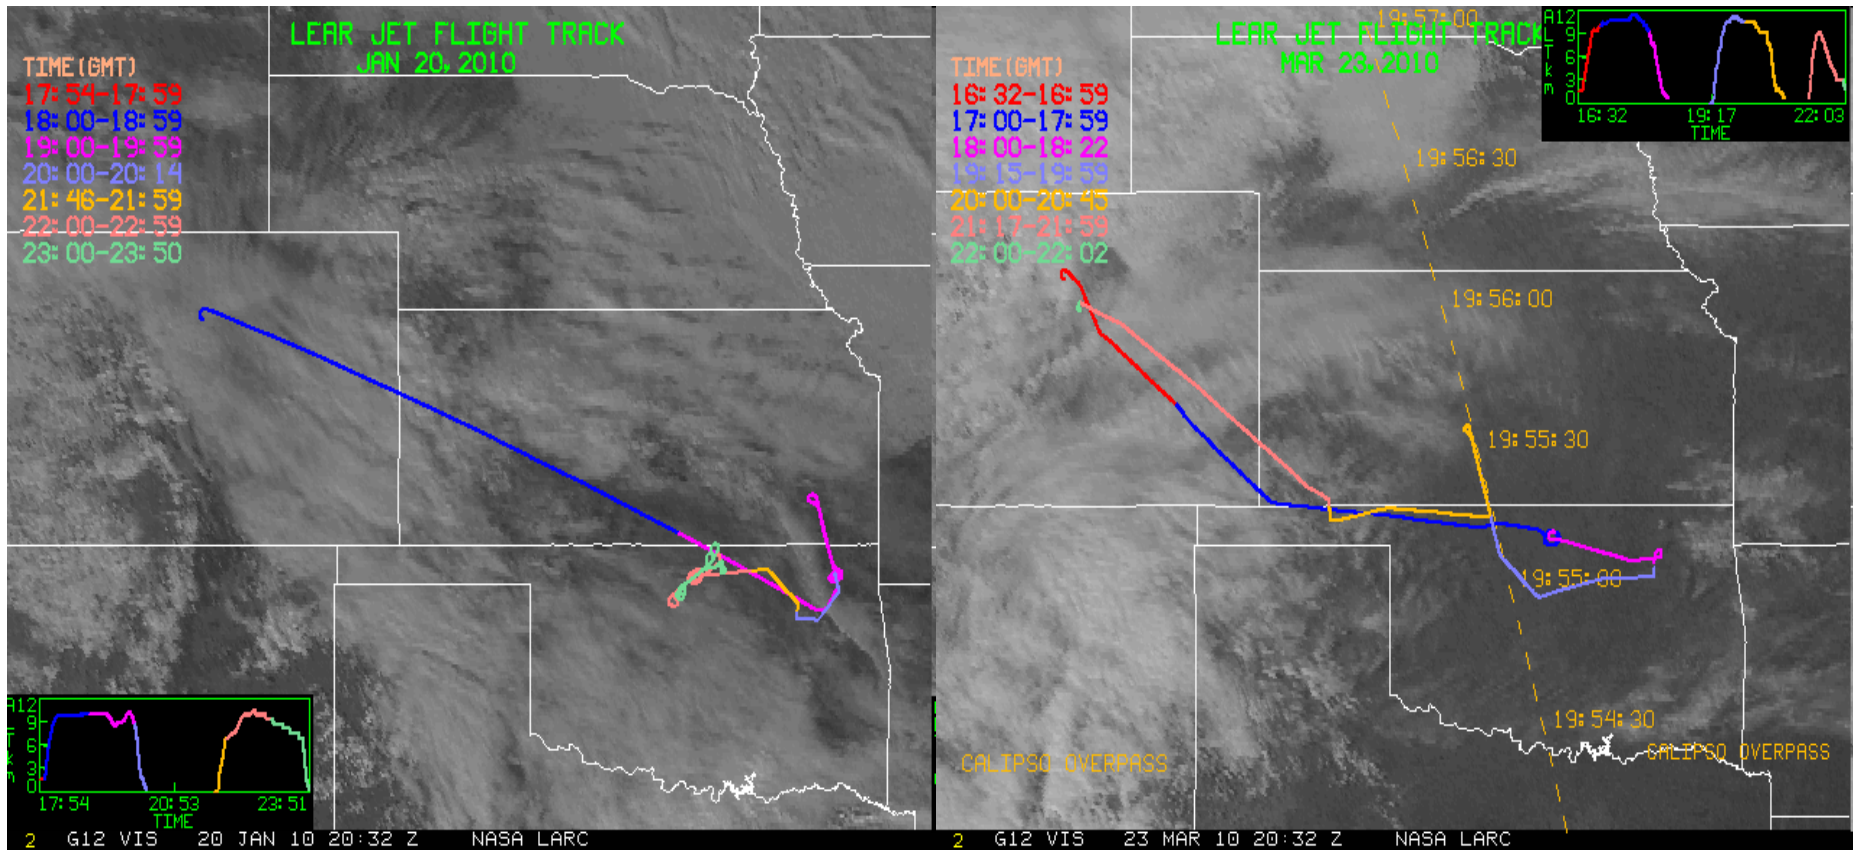 LEAR JET FLIGHT TRACK
JAN 20, 2010
TIME(GMT)
17:54-17:59
18:00-18:59
19:00-19:59
20:00-20:14
21:46-21:59
22:00-22:59
23:00-23:50
A12
L
9
T
6
k
3
m
0
17:54 20:53 23:51
TIME
2 G12 VIS 20 JAN 10 20:32 Z NASA LARC
19:57:00
LEAR JET FLIGHT TRACK
MAR 23, 2010
TIME(GMT)
16:32-16:59
17:00-17:59
18:00-18:22
19:15-19:59
20:00-20:45
21:17-21:59
22:00-22:02
A12
L
9
T
6
k
3
m
0
16:32 19:17 22:03
TIME
19:56:30
19:56:00
19:55:30
19:55:00
19:54:30
CALIPSO OVERPASS
CALIPSO OVERPASS
2 G12 VIS 23 MAR 10 20:32 Z NASA LARC